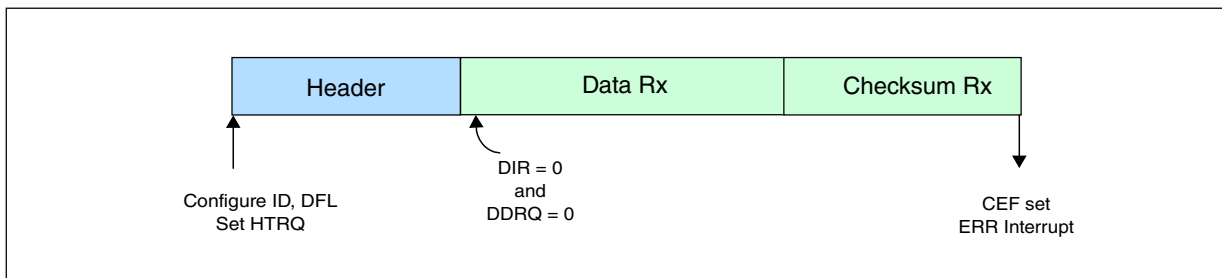 Header
Data Rx
Checksum Rx
Configure ID, DFL
Set HTRQ
DIR = 0
and
DDRQ = 0
CEF set
ERR Interrupt